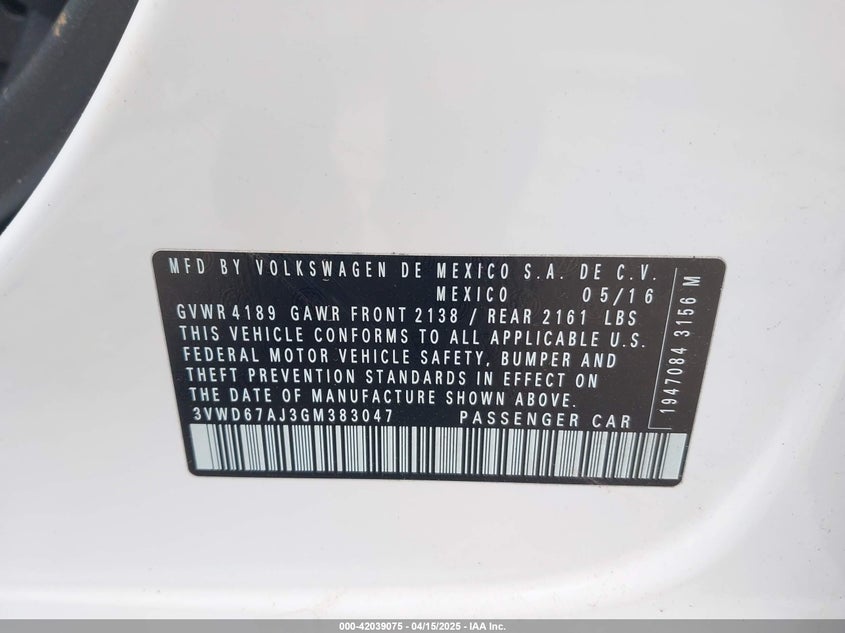 MFD BY VOLKSWAGEN DE MEXICO S.A. DE C.V.
MEXICO 05/16
GVWR 4189 GAWR FRONT 2138 / REAR 2161 LBS
THIS VEHICLE CONFORMS TO ALL APPLICABLE U.S.
FEDERAL MOTOR VEHICLE SAFETY, BUMPER AND
THEFT PREVENTION STANDARDS IN EFFECT ON
THE DATE OF MANUFACTURE SHOWN ABOVE.
3VWD67AJ3GM383047 PASSENGER CAR
19470843156 M
000-42039075 - 04/15/2025 - IAA Inc.